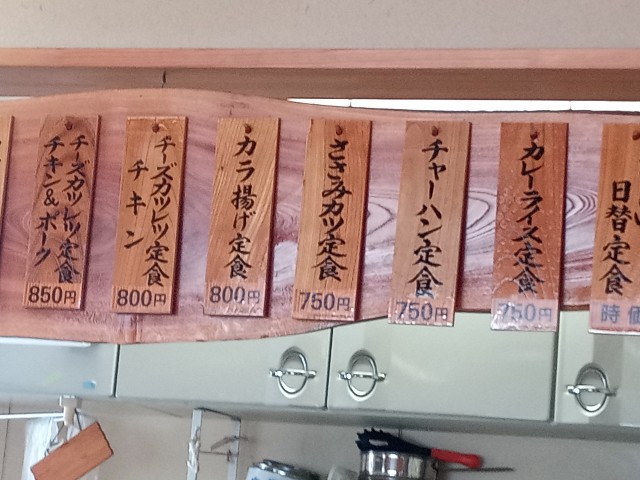 日替定食
時価
カレーライス定食
750円
チャーハン定食
750円
ささみカツ定食
750円
カラ揚げ定食
800円
チーズカツレツ定食
チキン
800円
チーズカツレツ定食
チキン&ポーク
850円